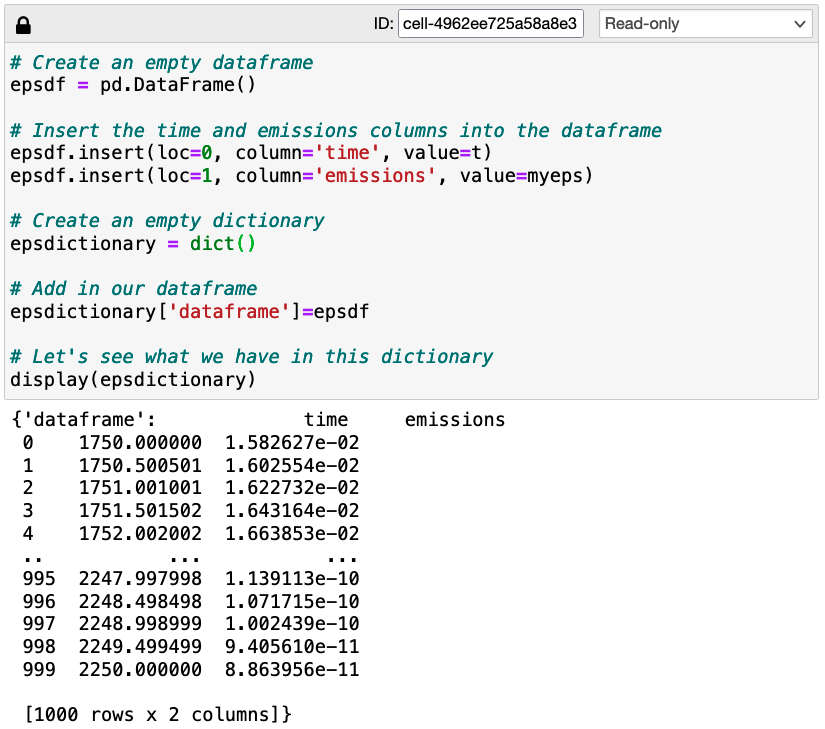 ID: cell-4962ee725a58a8e3 Read-only
# Create an empty dataframe
epsdf = pd.DataFrame()
# Insert the time and emissions columns into the dataframe
epsdf.insert(loc=0, column='time', value=t)
epsdf.insert(loc=1, column='emissions', value=myeps)
# Create an empty dictionary
epsdictionary = dict()
# Add in our dataframe
epsdictionary['dataframe']=epsdf
# Let's see what we have in this dictionary
display(epsdictionary)
{'dataframe':             time     emissions
0    1750.000000  1.582627e-02
1    1750.500501  1.602554e-02
2    1751.001001  1.622732e-02
3    1751.501502  1.643164e-02
4    1752.002002  1.663853e-02
..           ...           ...
995  2247.997998  1.139113e-10
996  2248.498498  1.071715e-10
997  2248.998999  1.002439e-10
998  2249.499499  9.405610e-11
999  2250.000000  8.863956e-11
[1000 rows x 2 columns]}